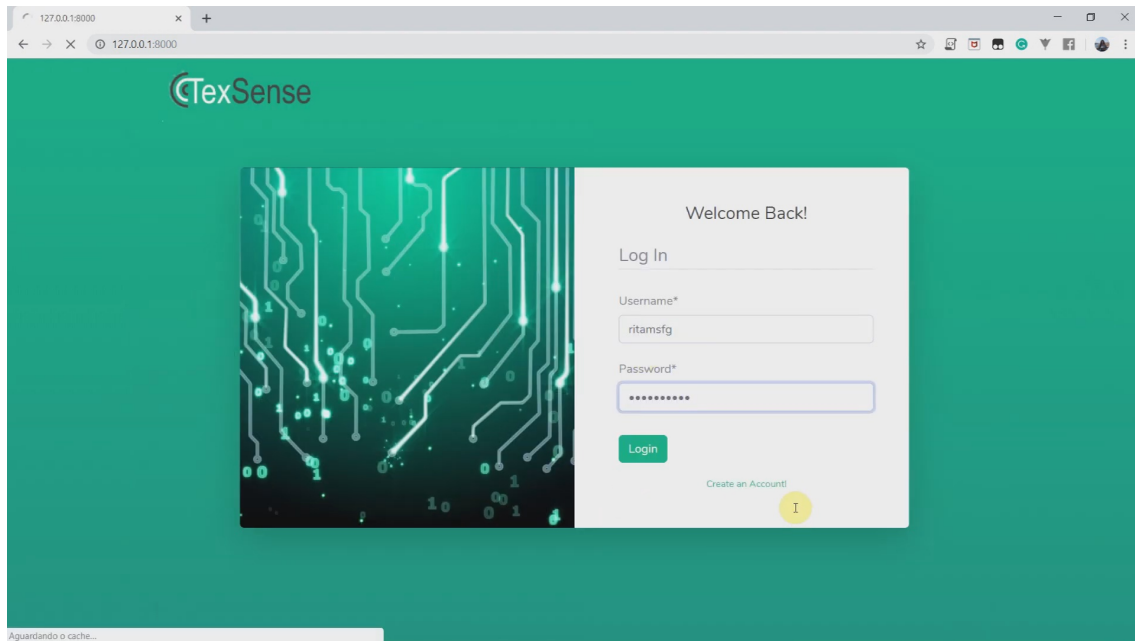 127.0.0.1:8000
127.0.0.1:8000
TexSense
Welcome Back!
Log In
Username*
ritamsfg
Password*
••••••••••
Login
Create an Account!
Aguardando o cache...